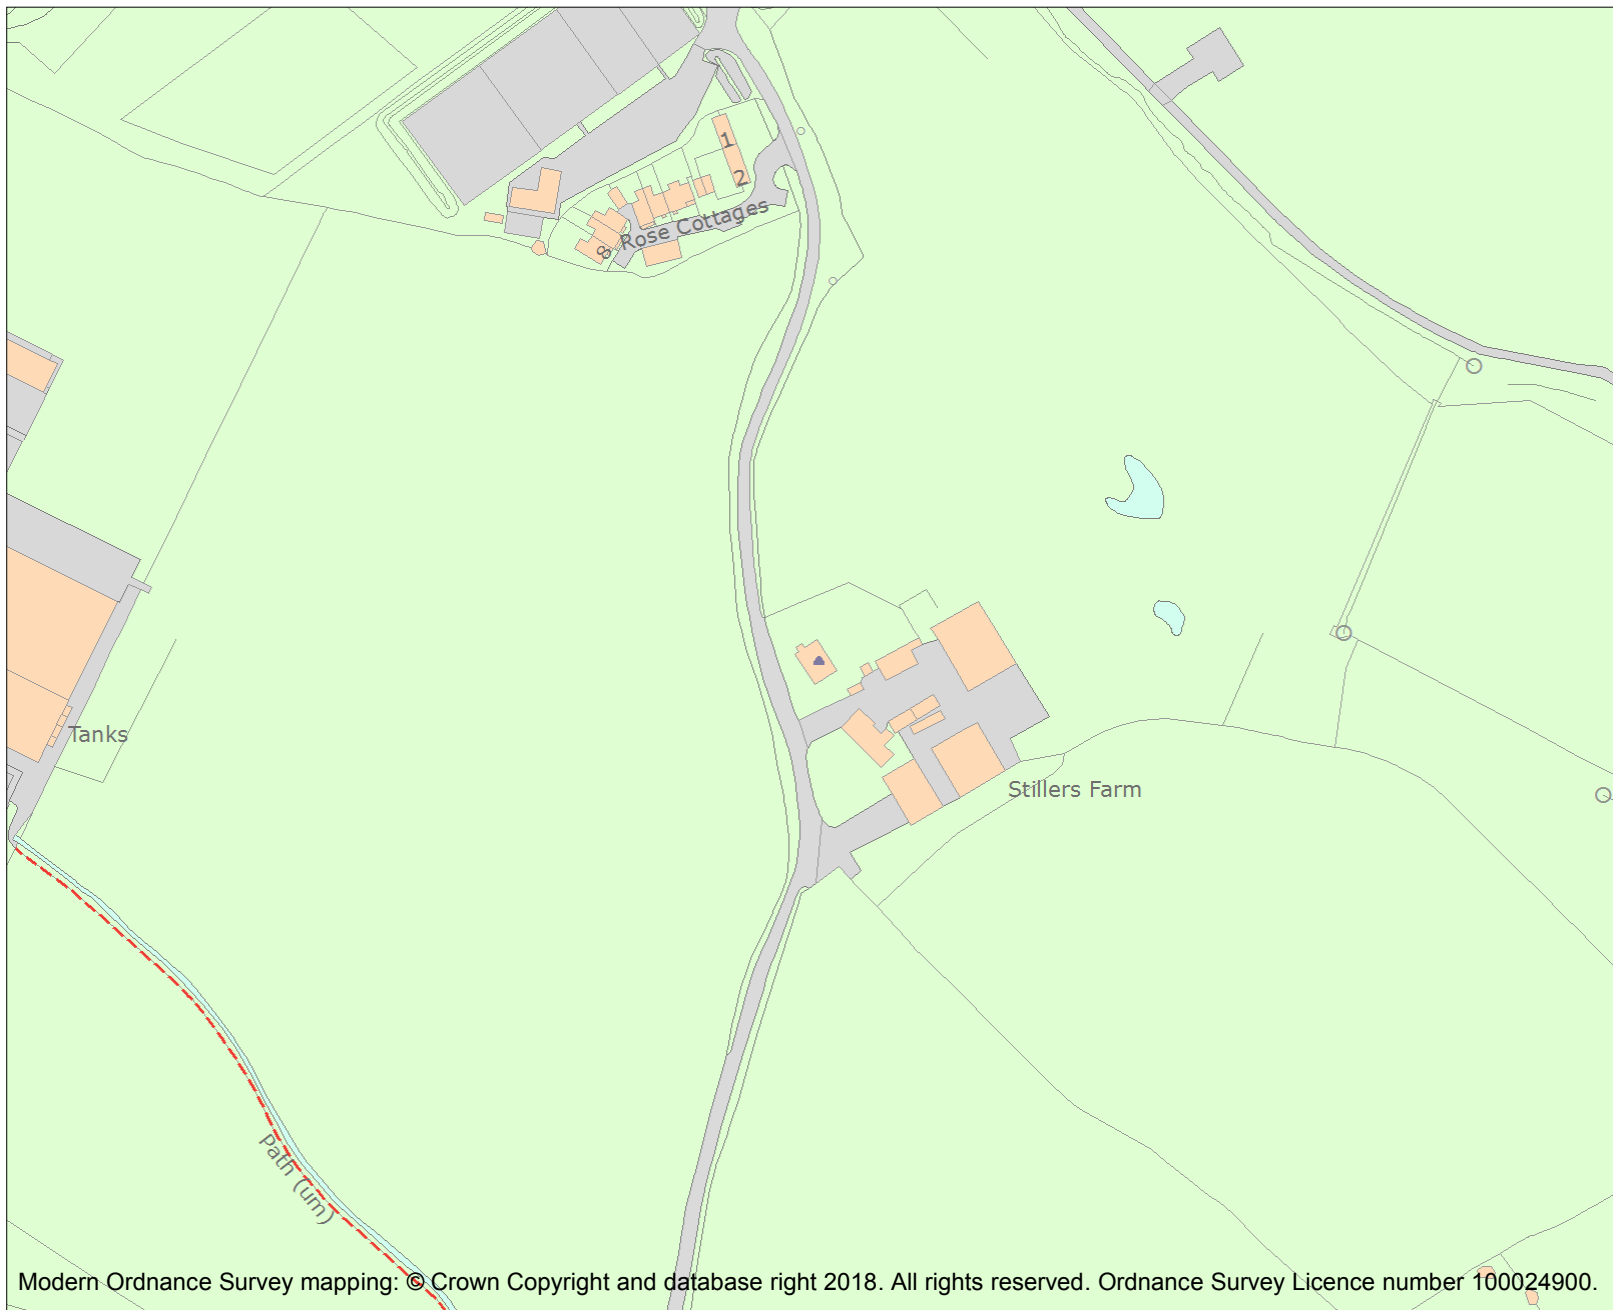 1
2
Rose Cottages
8
Tanks
Stillers Farm
Path (um)
Modern Ordnance Survey mapping: © Crown Copyright and database right 2018. All rights reserved. Ordnance Survey Licence number 100024900.